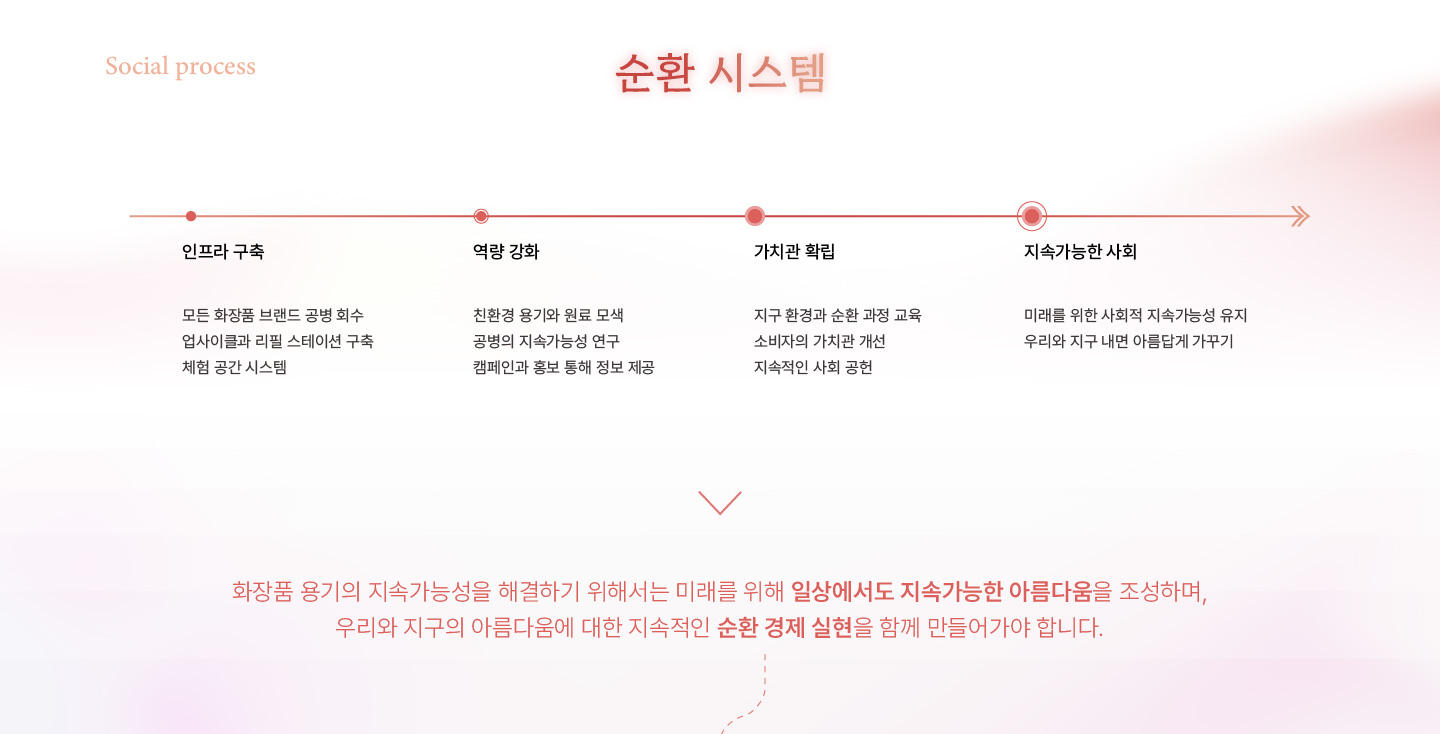 Social process
순환 시스템
인프라 구축
모든 화장품 브랜드 공병 회수
업사이클과 리필 스테이션 구축
체험 공간 시스템
역량 강화
친환경 용기와 원료 모색
공병의 지속가능성 연구
캠페인과 홍보 통해 정보 제공
가치관 확립
지구 환경과 순환 과정 교육
소비자의 가치관 개선
지속적인 사회 공헌
지속가능한 사회
미래를 위한 사회적 지속가능성 유지
우리와 지구 내면 아름답게 가꾸기
화장품 용기의 지속가능성을 해결하기 위해서는 미래를 위해 일상에서도 지속가능한 아름다움을 조성하며,
우리와 지구의 아름다움에 대한 지속적인 순환 경제 실현을 함께 만들어가야 합니다.